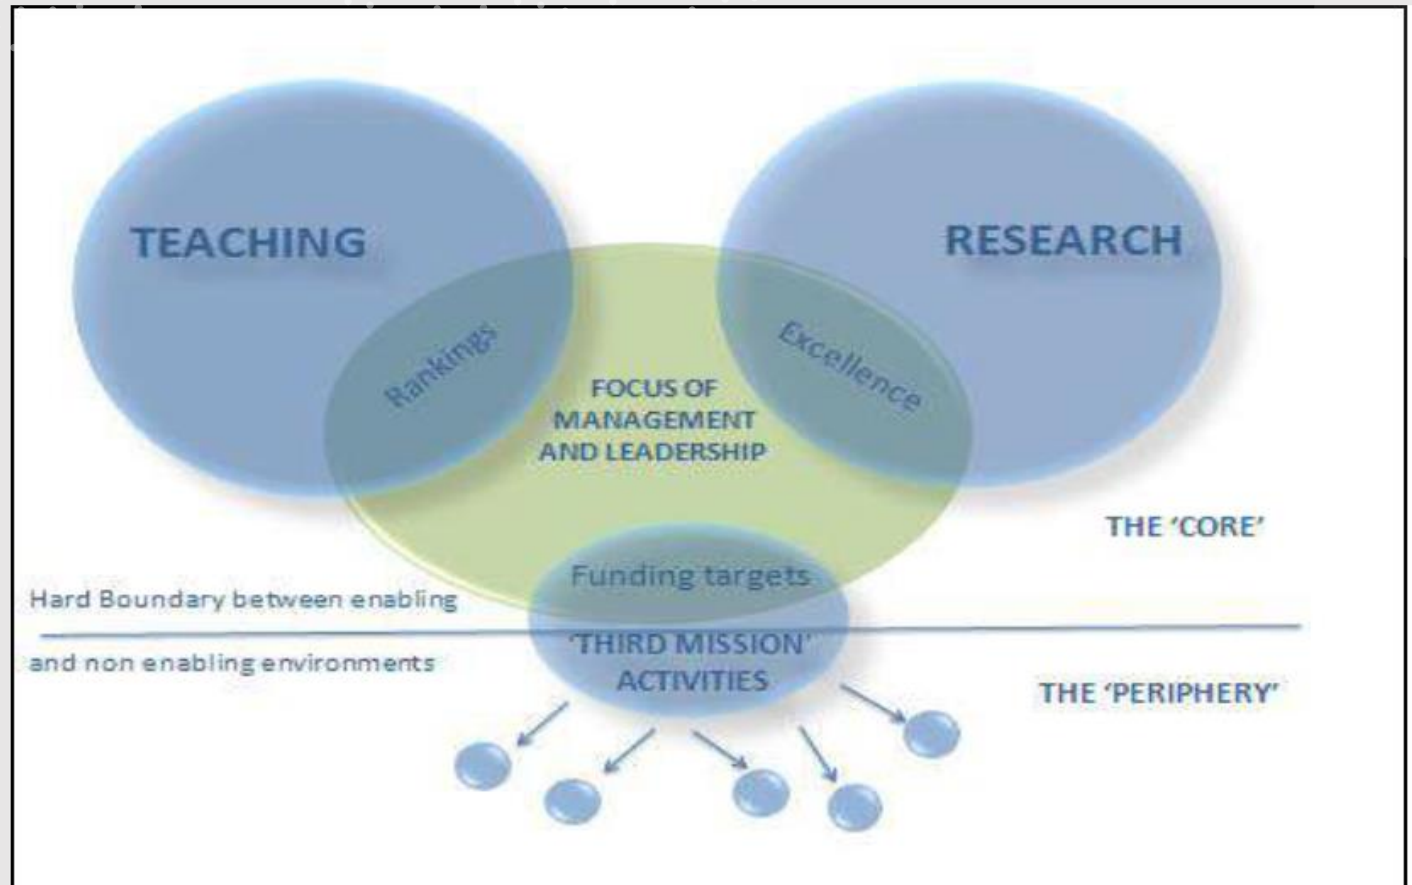 TEACHING
RESEARCH
Rankings
Excellence
FOCUS OF
MANAGEMENT
AND LEADERSHIP
THE ‘CORE’
Funding targets
Hard Boundary between enabling
and non enabling environments
‘THIRD MISSION’
ACTIVITIES
THE ‘PERIPHERY’